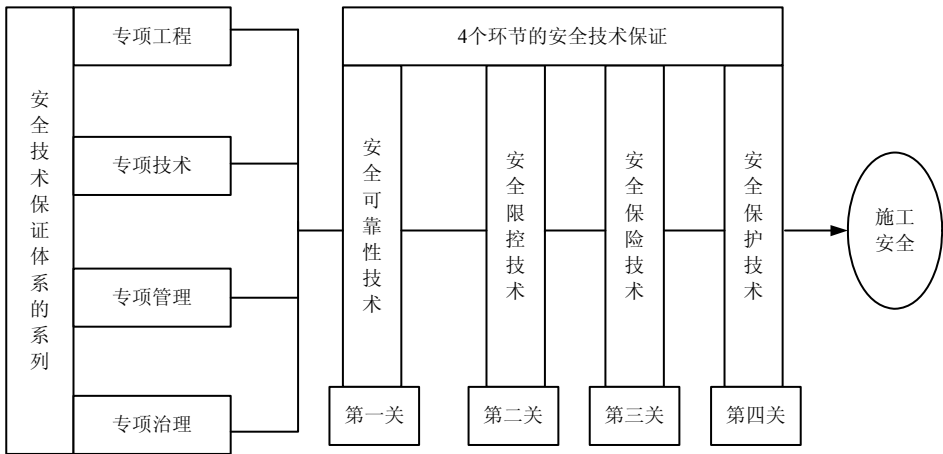 安全技术保证体系的系列
专项工程
专项技术
专项管理
专项治理
4个环节的安全技术保证
安全可靠性技术
安全限控技术
安全保险技术
安全保护技术
第一关
第二关
第三关
第四关
施工
安全